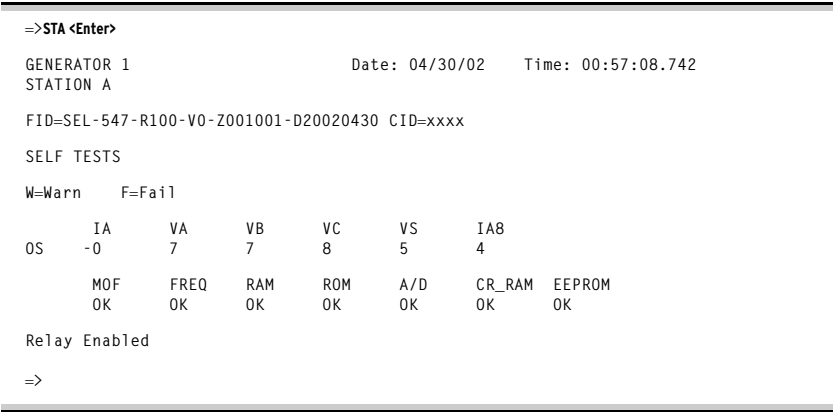 =>STA <Enter>
GENERATOR 1 Date: 04/30/02 Time: 00:57:08.742
STATION A
FID=SEL-547-R100-V0-Z001001-D20020430 CID=xxxx
SELF TESTS
W=Warn F=Fail
IA VA VB VC VS IA8
OS -0 7 7 8 5 4
MOF FREQ RAM ROM A/D CR_RAM EEPROM
OK OK OK OK OK OK OK
Relay Enabled
=>